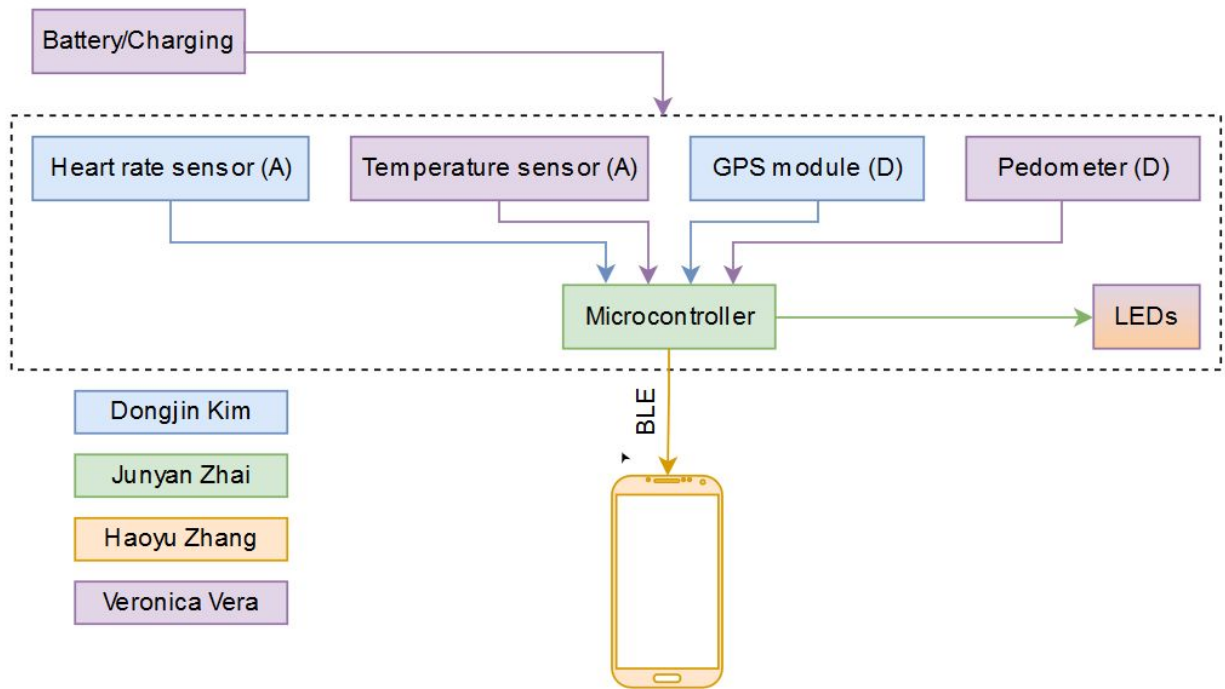 Battery/Charging
Heart rate sensor (A)
Temperature sensor (A)
GPS module (D)
Pedometer (D)
Microcontroller
LEDs
BLE
Dongjin Kim
Junyan Zhai
Haoyu Zhang
Veronica Vera